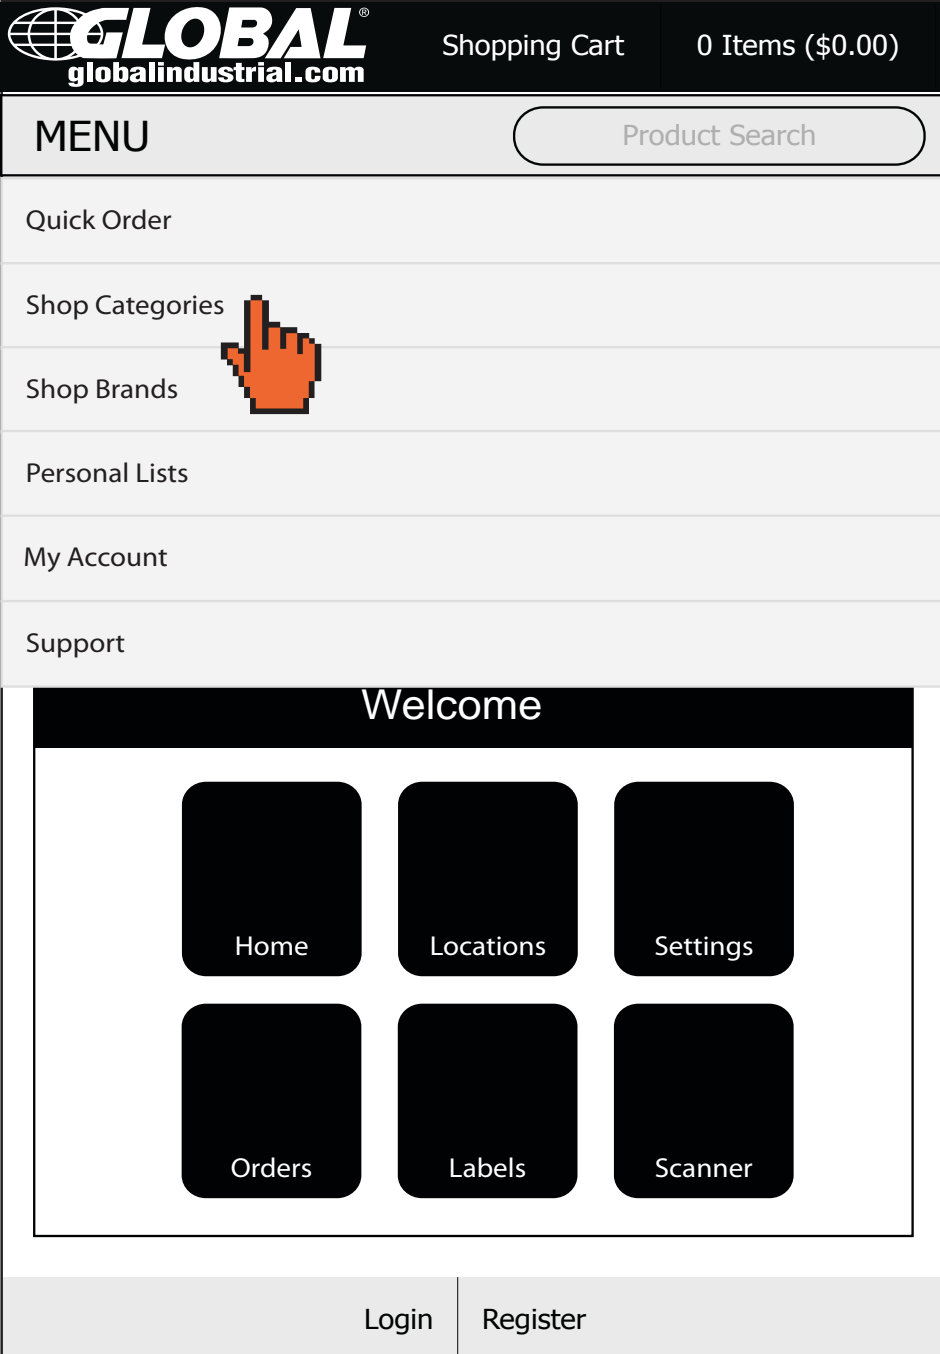 GLOBAL®
globalindustrial.com
Shopping Cart
0 Items ($0.00)
MENU
Product Search
Quick Order
Shop Categories
Shop Brands
Personal Lists
My Account
Support
Welcome
Home
Locations
Settings
Orders
Labels
Scanner
Login
Register